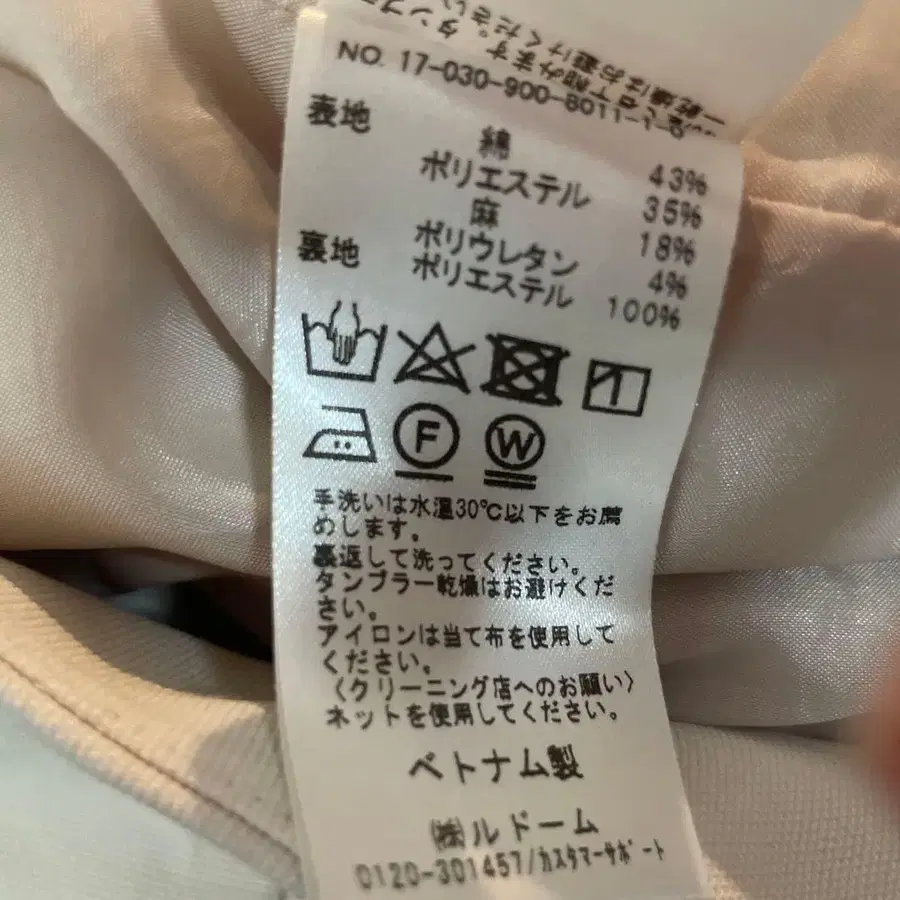 NO. 17-030-900-8011-1-0
表地 綿 43%
ポリエステル 35%
麻 18%
ポリウレタン 4%
裏地 ポリエステル 100%
F W
手洗いは水温30℃以下をお薦
めします。
裏返して洗ってください。
タンブラー乾燥はお避けくだ
さい。
アイロンは当て布を使用して
ください。
〈クリーニング店へのお願い〉
ネットを使用してください。
ベトナム製
㈱ルドーム
0120-301457/カスタマーサポート